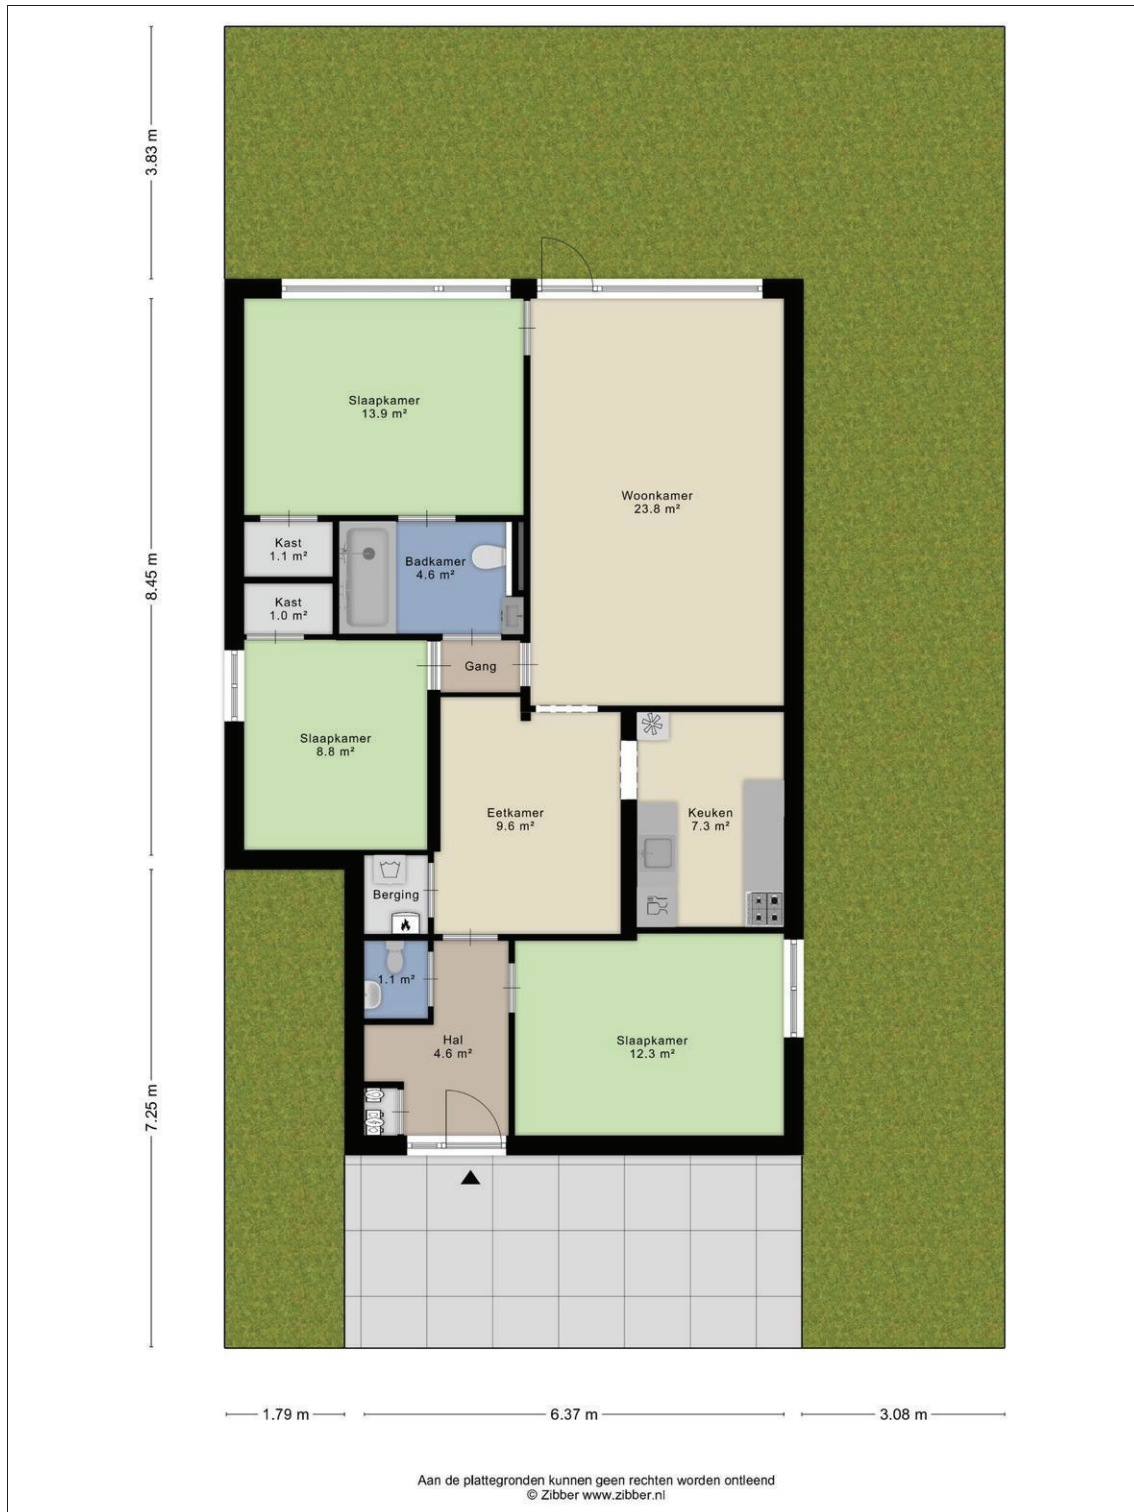 3.83 m
Slaapkamer
13.9 m²
Woonkamer
23.8 m²
Kast
1.1 m²
Badkamer
4.6 m²
8.45 m
Kast
1.0 m²
Gang
Slaapkamer
8.8 m²
Eetkamer
9.6 m²
Keuken
7.3 m²
Berging
1.1 m²
Hal
4.6 m²
Slaapkamer
12.3 m²
7.25 m
1.79 m
6.37 m
3.08 m
Aan de plattegronden kunnen geen rechten worden ontleend
© Zibber www.zibber.nl